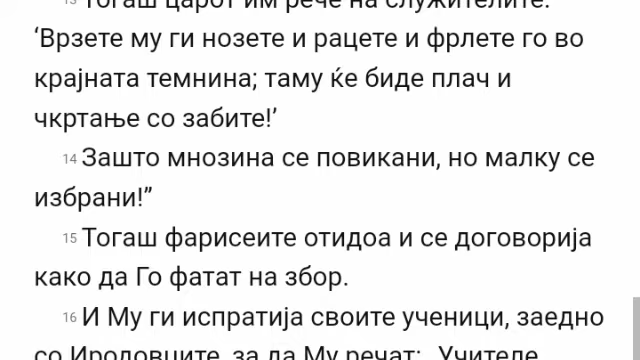 13 Тогаш царот им рече на служителите:
‘Врзете му ги нозете и рацете и фрлете го во
крајната темнина; таму ќе биде плач и
чкртање со забите!’
14 Зашто мнозина се повикани, но малку се
избрани!”
15 Тогаш фарисеите отидоа и се договорија
како да Го фатат на збор.
16 И Му ги испратија своите ученици, заедно
со Иродовците, за да Му речат: „Учителе,